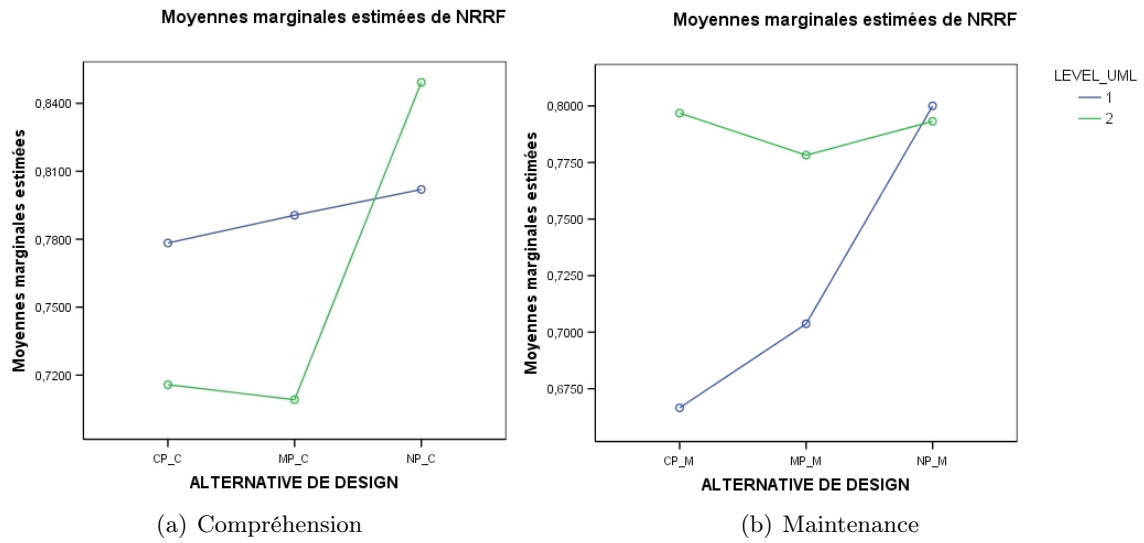 Moyennes marginales estimées de NRRF
Moyennes marginales estimées
0,8400
0,8100
0,7800
0,7500
0,7200
CP_C
MP_C
NP_C
ALTERNATIVE DE DESIGN
(a) Compréhension
Moyennes marginales estimées de NRRF
Moyennes marginales estimées
0,8000
0,7750
0,7500
0,7250
0,7000
0,6750
CP_M
MP_M
NP_M
ALTERNATIVE DE DESIGN
(b) Maintenance
LEVEL_UML
1
2